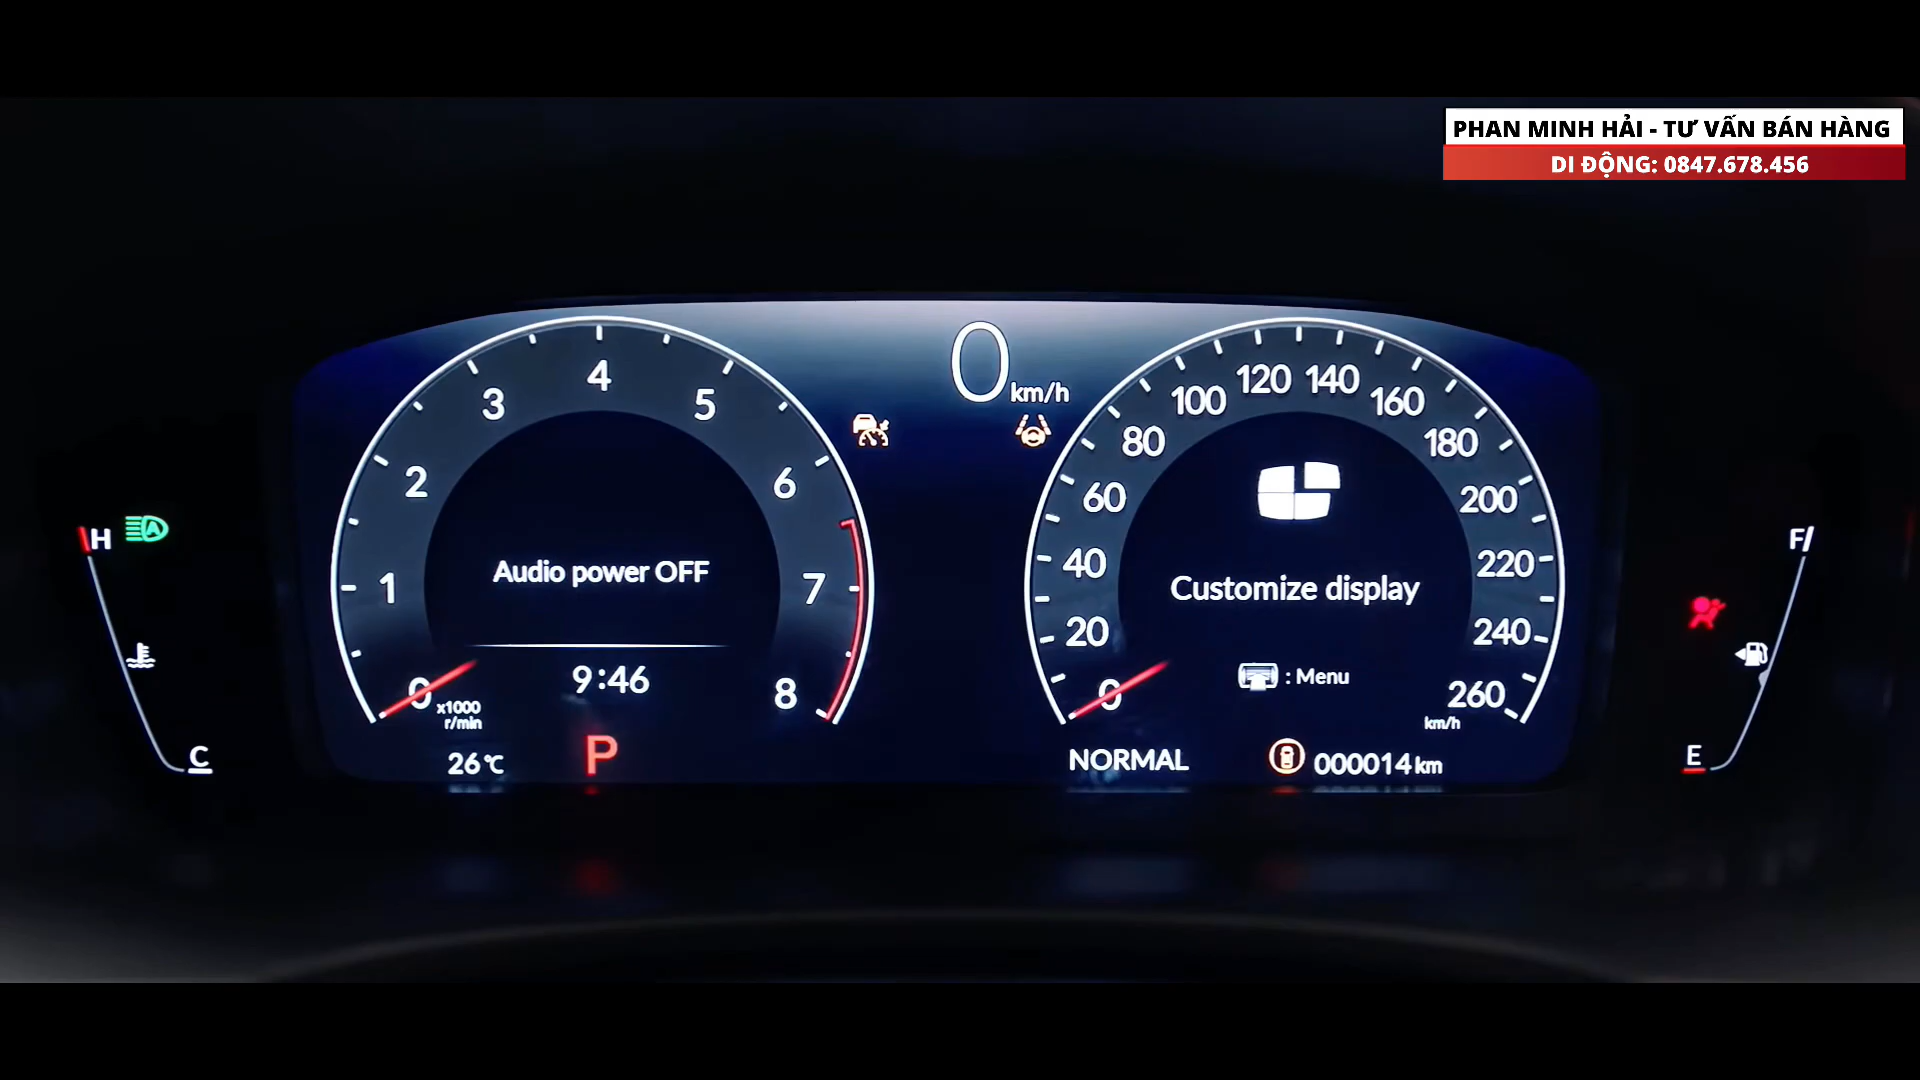 PHAN MINH HẢI - TƯ VẤN BÁN HÀNG
DI ĐỘNG: 0847.678.456
0 km/h
0 1 2 3 4 5 6 7 8
x1000
r/min
Audio power OFF
9:46
26℃
P
0 20 40 60 80 100 120 140 160 180 200 220 240 260
km/h
Customize display
: Menu
NORMAL
000014 km
H
A
C
F
E